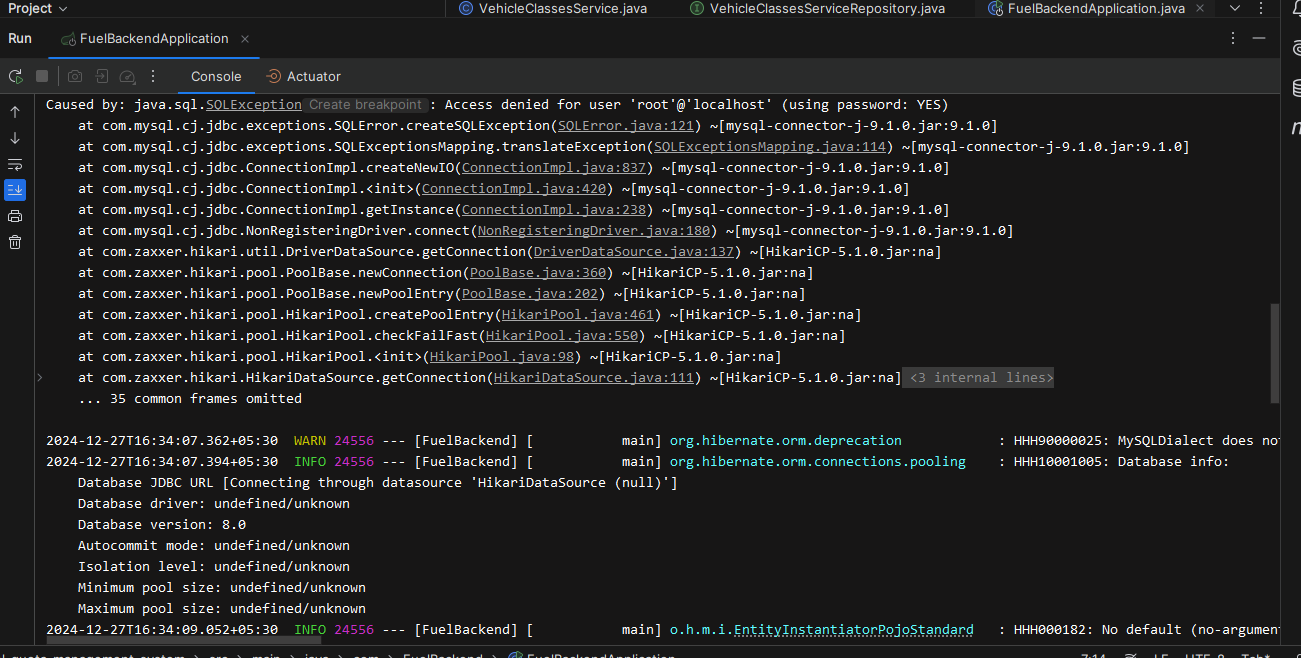 Project
VehicleClassesService.java
VehicleClassesServiceRepository.java
FuelBackendApplication.java
Run
FuelBackendApplication
Console
Actuator
Caused by: java.sql.SQLException Create breakpoint : Access denied for user 'root'@'localhost' (using password: YES)
at com.mysql.cj.jdbc.exceptions.SQLError.createSQLException(SQLError.java:121) ~[mysql-connector-j-9.1.0.jar:9.1.0]
at com.mysql.cj.jdbc.exceptions.SQLExceptionsMapping.translateException(SQLExceptionsMapping.java:114) ~[mysql-connector-j-9.1.0.jar:9.1.0]
at com.mysql.cj.jdbc.ConnectionImpl.createNewIO(ConnectionImpl.java:837) ~[mysql-connector-j-9.1.0.jar:9.1.0]
at com.mysql.cj.jdbc.ConnectionImpl.<init>(ConnectionImpl.java:420) ~[mysql-connector-j-9.1.0.jar:9.1.0]
at com.mysql.cj.jdbc.ConnectionImpl.getInstance(ConnectionImpl.java:238) ~[mysql-connector-j-9.1.0.jar:9.1.0]
at com.mysql.cj.jdbc.NonRegisteringDriver.connect(NonRegisteringDriver.java:180) ~[mysql-connector-j-9.1.0.jar:9.1.0]
at com.zaxxer.hikari.util.DriverDataSource.getConnection(DriverDataSource.java:137) ~[HikariCP-5.1.0.jar:na]
at com.zaxxer.hikari.pool.PoolBase.newConnection(PoolBase.java:360) ~[HikariCP-5.1.0.jar:na]
at com.zaxxer.hikari.pool.PoolBase.newPoolEntry(PoolBase.java:202) ~[HikariCP-5.1.0.jar:na]
at com.zaxxer.hikari.pool.HikariPool.createPoolEntry(HikariPool.java:461) ~[HikariCP-5.1.0.jar:na]
at com.zaxxer.hikari.pool.HikariPool.checkFailFast(HikariPool.java:550) ~[HikariCP-5.1.0.jar:na]
at com.zaxxer.hikari.pool.HikariPool.<init>(HikariPool.java:98) ~[HikariCP-5.1.0.jar:na]
at com.zaxxer.hikari.HikariDataSource.getConnection(HikariDataSource.java:111) ~[HikariCP-5.1.0.jar:na] <3 internal lines>
... 35 common frames omitted
2024-12-27T16:34:07.362+05:30 WARN 24556 --- [FuelBackend] [ main] org.hibernate.orm.deprecation : HHH90000025: MySQLDialect does no
2024-12-27T16:34:07.394+05:30 INFO 24556 --- [FuelBackend] [ main] org.hibernate.orm.connections.pooling : HHH10001005: Database info:
Database JDBC URL [Connecting through datasource 'HikariDataSource (null)']
Database driver: undefined/unknown
Database version: 8.0
Autocommit mode: undefined/unknown
Isolation level: undefined/unknown
Minimum pool size: undefined/unknown
Maximum pool size: undefined/unknown
2024-12-27T16:34:09.052+05:30 INFO 24556 --- [FuelBackend] [ main] o.h.m.i.EntityInstantiatorPojoStandard : HHH000182: No default (no-argument